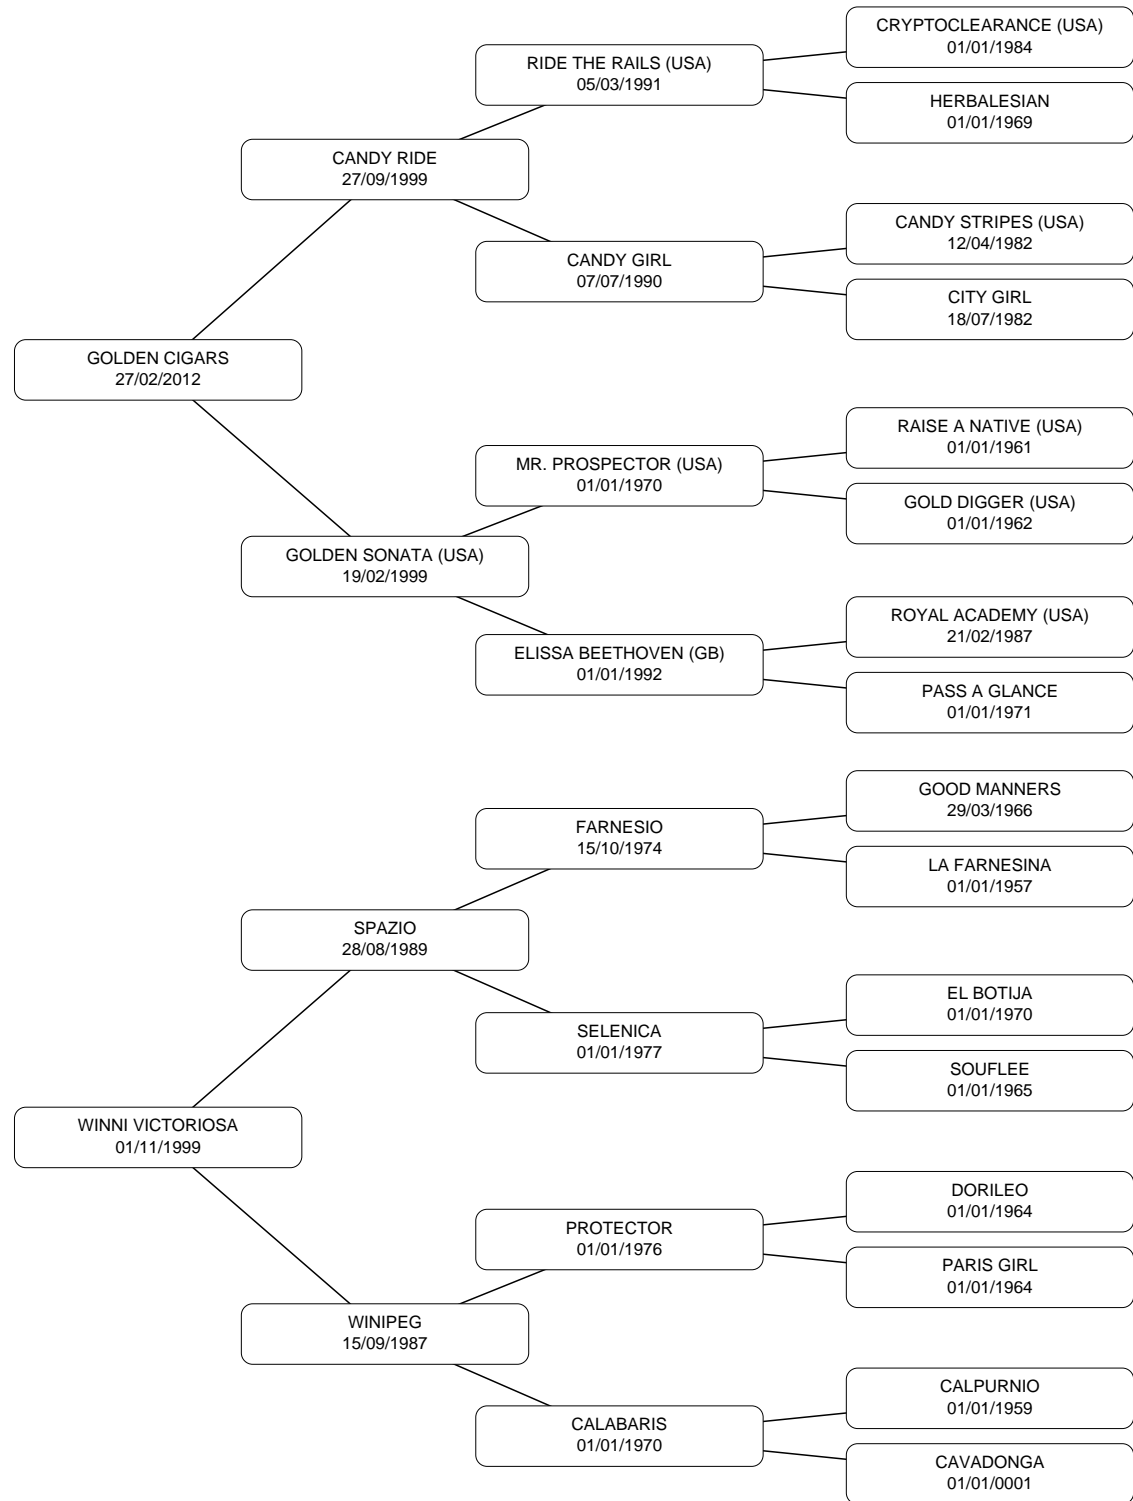 CRYPTOCLEARANCE (USA)
01/01/1984
RIDE THE RAILS (USA)
05/03/1991
HERBALESIAN
01/01/1969
CANDY RIDE
27/09/1999
CANDY STRIPES (USA)
12/04/1982
CANDY GIRL
07/07/1990
CITY GIRL
18/07/1982
GOLDEN CIGARS
27/02/2012
RAISE A NATIVE (USA)
01/01/1961
MR. PROSPECTOR (USA)
01/01/1970
GOLD DIGGER (USA)
01/01/1962
GOLDEN SONATA (USA)
19/02/1999
ROYAL ACADEMY (USA)
21/02/1987
ELISSA BEETHOVEN (GB)
01/01/1992
PASS A GLANCE
01/01/1971
GOOD MANNERS
29/03/1966
FARNESIO
15/10/1974
LA FARNESINA
01/01/1957
SPAZIO
28/08/1989
EL BOTIJA
01/01/1970
SELENICA
01/01/1977
SOUFLEE
01/01/1965
WINNI VICTORIOSA
01/11/1999
DORILEO
01/01/1964
PROTECTOR
01/01/1976
PARIS GIRL
01/01/1964
WINIPEG
15/09/1987
CALPURNIO
01/01/1959
CALABARIS
01/01/1970
CAVADONGA
01/01/0001